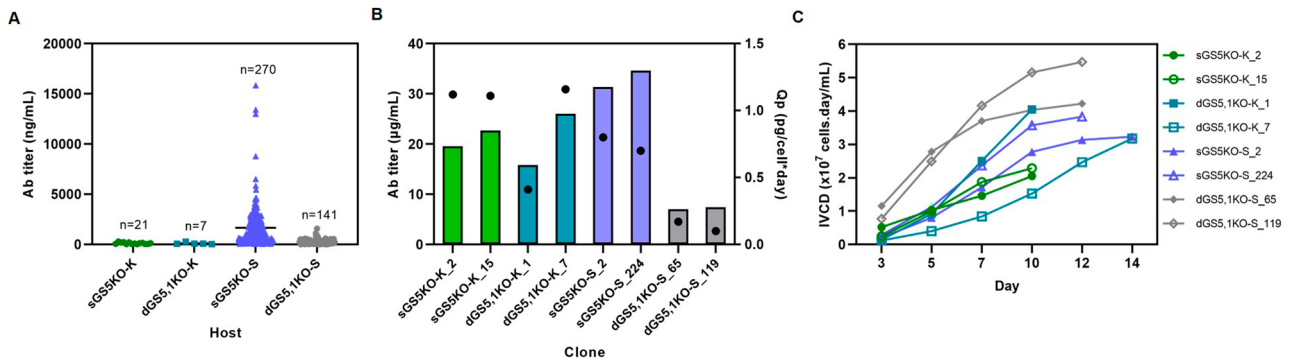 A
Ab titer (ng/mL)
20000
15000
10000
5000
0
n=21
n=7
n=270
n=141
sGS5KO-K
dGS5,1KO-K
sGS5KO-S
dGS5,1KO-S
Host
B
Ab titer (µg/mL)
40
30
20
10
0
1.5
1.0
0.5
0.0
Qp (pg/cell*day)
sGS5KO-K_2
sGS5KO-K_15
dGS5,1KO-K_1
dGS5,1KO-K_7
sGS5KO-S_2
sGS5KO-S_224
dGS5,1KO-S_65
dGS5,1KO-S_119
Clone
C
IVCD (x10⁷ cells.day/mL)
6
5
4
3
2
1
0
3 5 7 10 12 14
Day
sGS5KO-K_2
sGS5KO-K_15
dGS5,1KO-K_1
dGS5,1KO-K_7
sGS5KO-S_2
sGS5KO-S_224
dGS5,1KO-S_65
dGS5,1KO-S_119